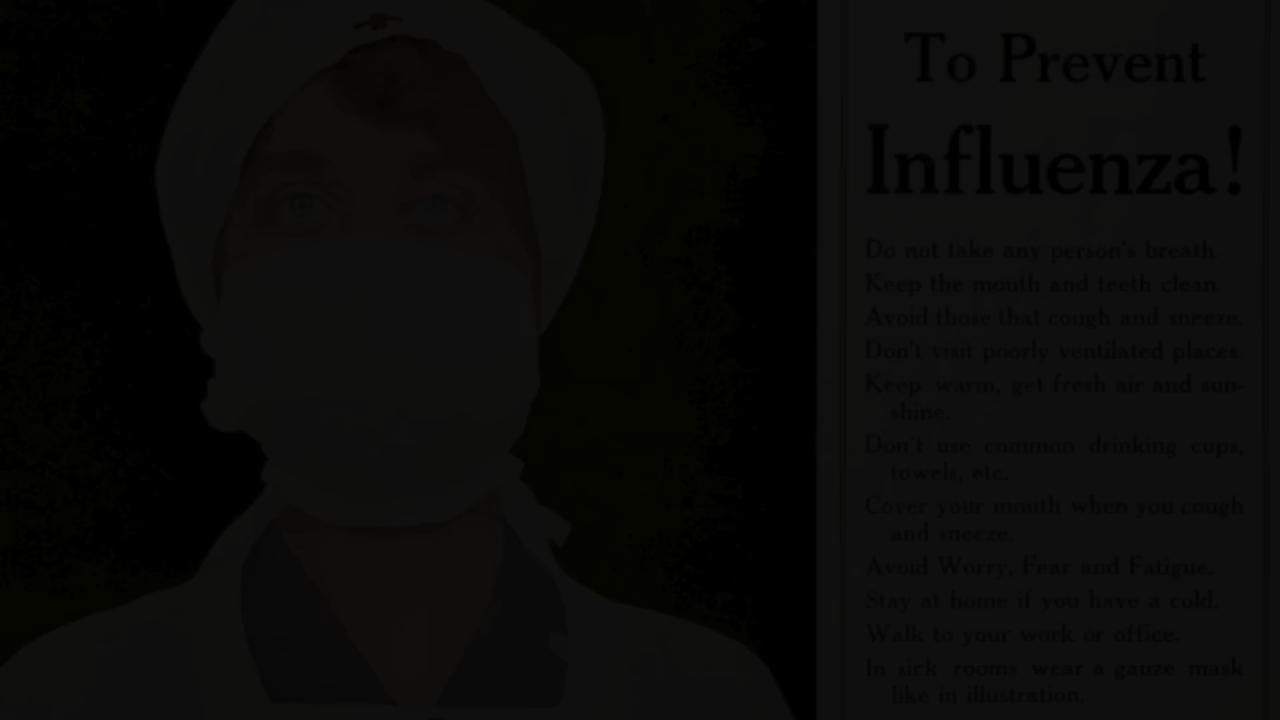 To Prevent
Influenza!
Do not take any person's breath.
Keep the mouth and teeth clean.
Avoid those that cough and sneeze.
Don't visit poorly ventilated places.
Keep warm, get fresh air and sun-
shine.
Don't use common drinking cups,
towels, etc.
Cover your mouth when you cough
and sneeze.
Avoid Worry, Fear and Fatigue.
Stay at home if you have a cold.
Walk to your work or office.
In sick rooms wear a gauze mask
like in illustration.